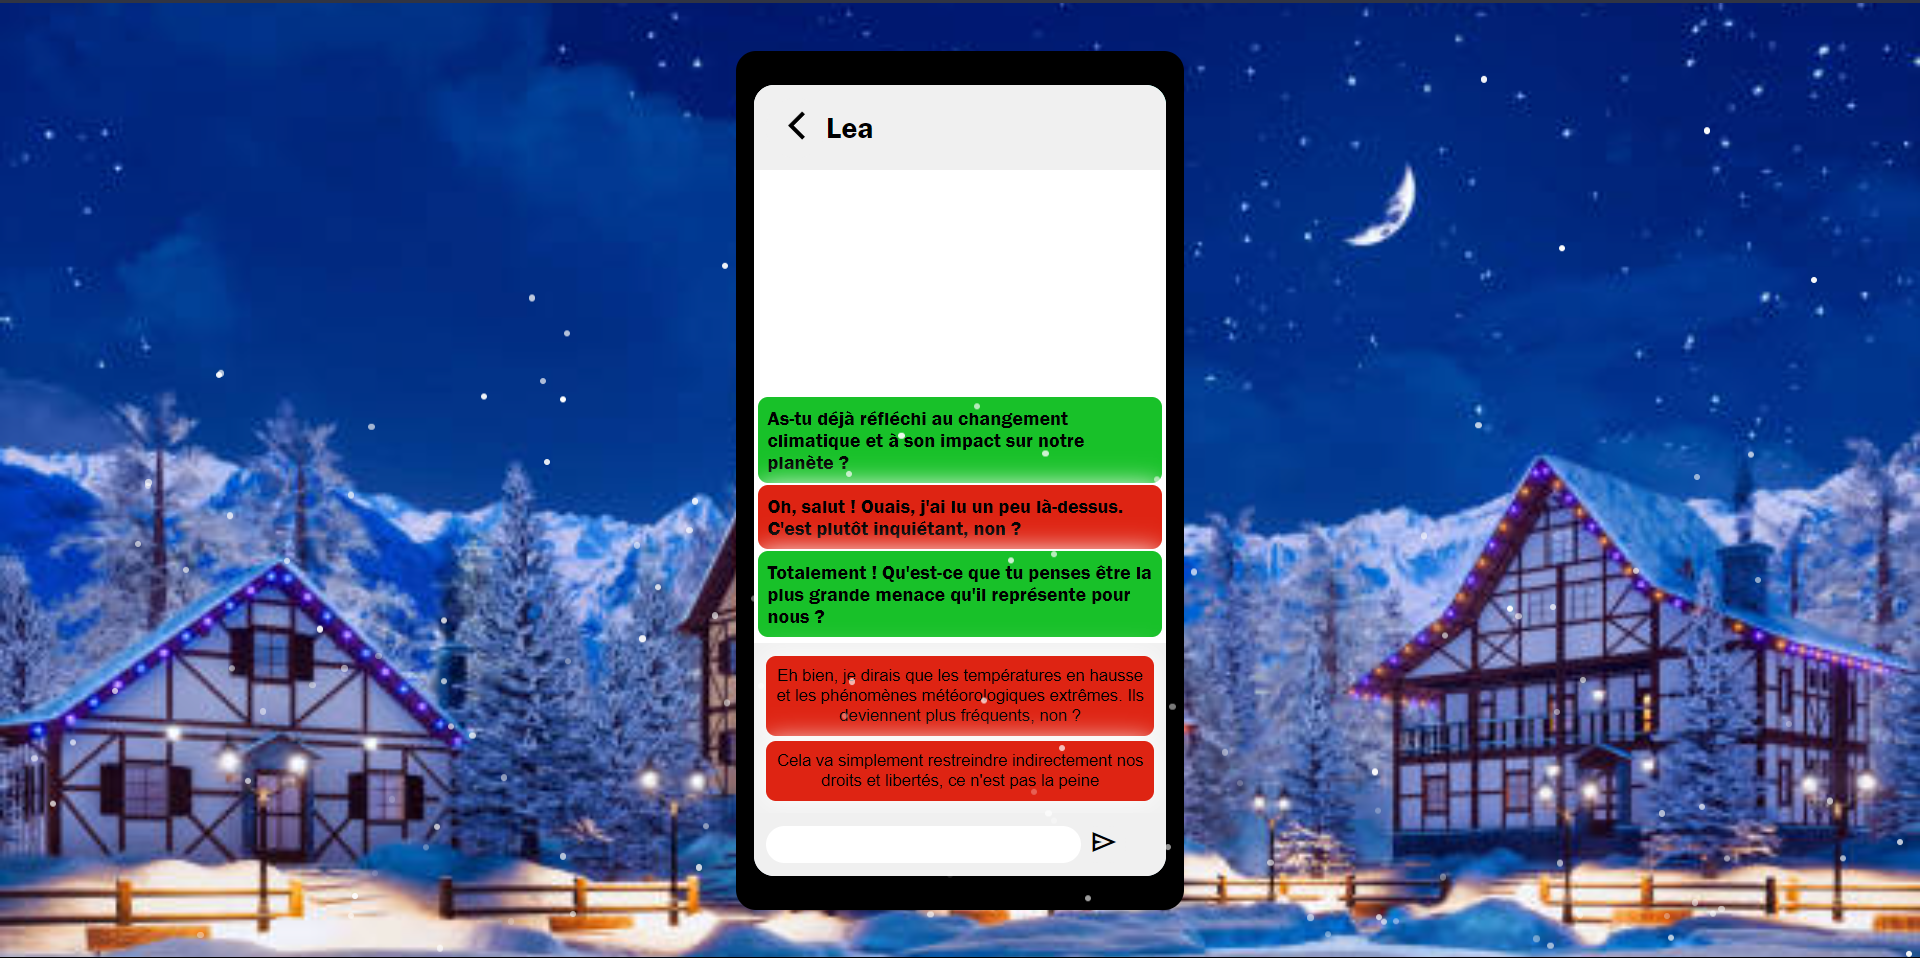 Lea
As-tu déjà réfléchi au changement
climatique et à son impact sur notre
planète ?
Oh, salut ! Ouais, j'ai lu un peu là-dessus.
C'est plutôt inquiétant, non ?
Totalement ! Qu'est-ce que tu penses être la
plus grande menace qu'il représente pour
nous ?
Eh bien, je dirais que les températures en hausse
et les phénomènes météorologiques extrêmes. Ils
deviennent plus fréquents, non ?
Cela va simplement restreindre indirectement nos
droits et libertés, ce n'est pas la peine